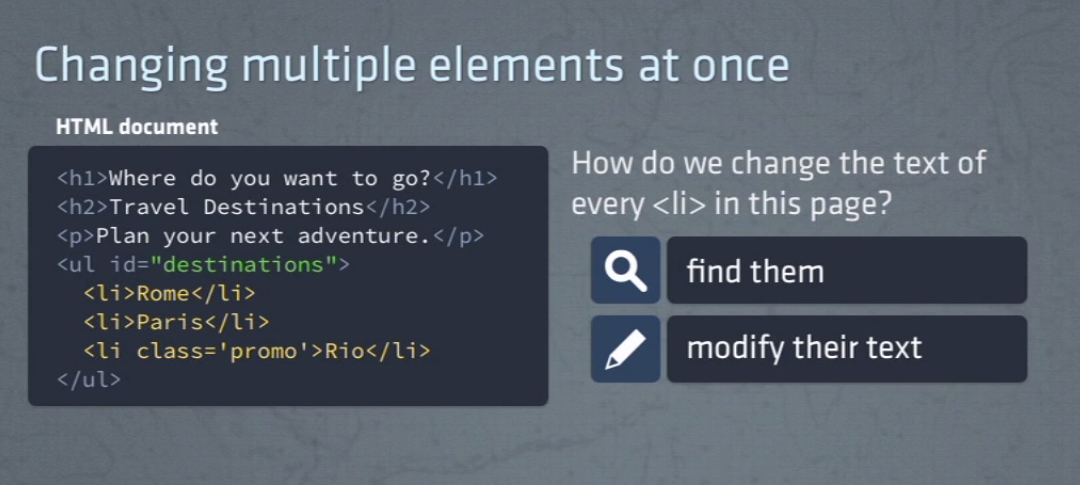 Changing multiple elements at once
HTML document
<h1>Where do you want to go?</h1>
<h2>Travel Destinations</h2>
<p>Plan your next adventure.</p>
<ul id="destinations">
<li>Rome</li>
<li>Paris</li>
<li class='promo'>Rio</li>
</ul>
How do we change the text of
every <li> in this page?
find them
modify their text